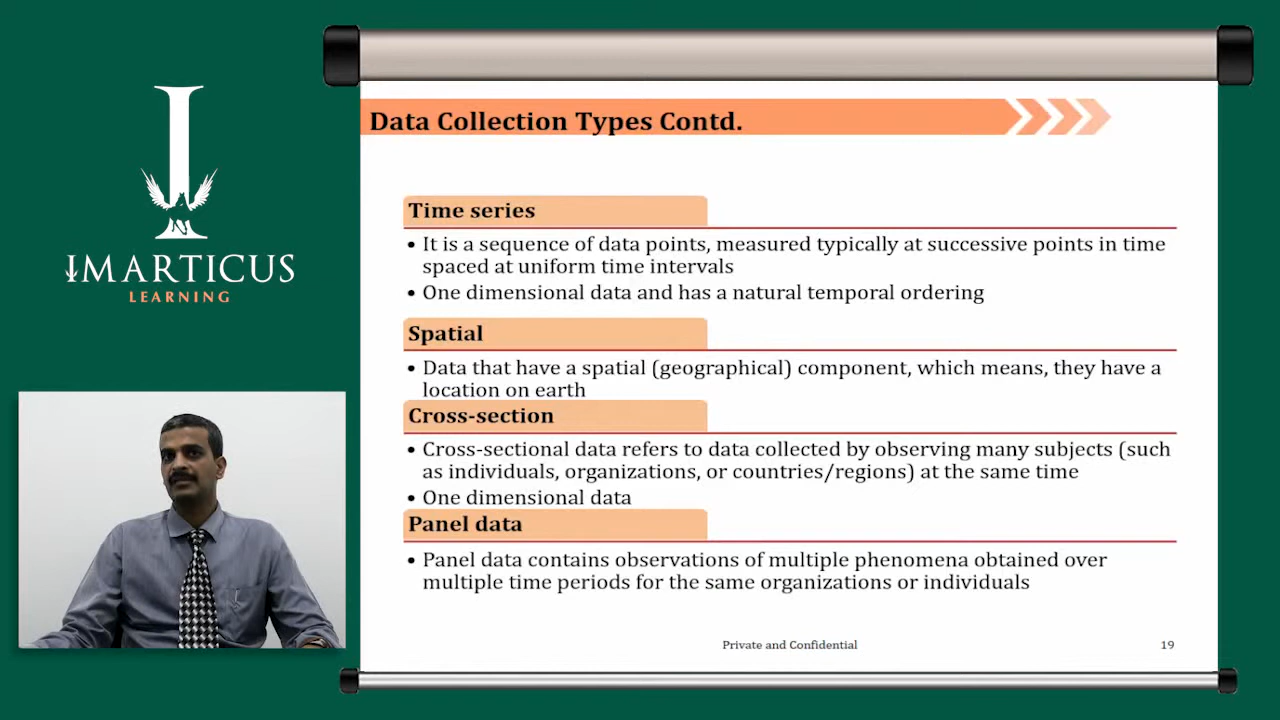 IMARTICUS
LEARNING
Data Collection Types Contd.
Time series
• It is a sequence of data points, measured typically at successive points in time
spaced at uniform time intervals
• One dimensional data and has a natural temporal ordering
Spatial
• Data that have a spatial (geographical) component, which means, they have a
location on earth
Cross-section
• Cross-sectional data refers to data collected by observing many subjects (such
as individuals, organizations, or countries/regions) at the same time
• One dimensional data
Panel data
• Panel data contains observations of multiple phenomena obtained over
multiple time periods for the same organizations or individuals
Private and Confidential
19